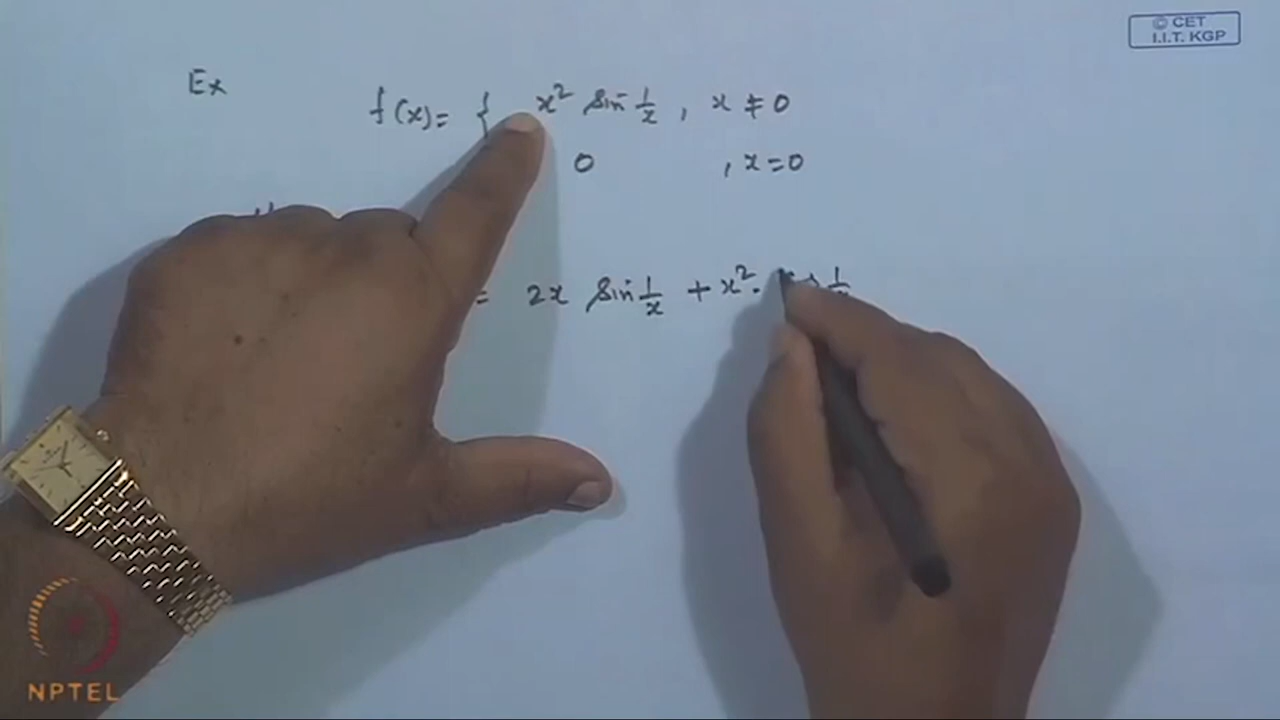 © CET
I.I.T. KGP
Ex
f(x) = { x² sin 1/x , x ≠ 0
0 , x = 0
= 2x sin 1/x + x².
NPTEL